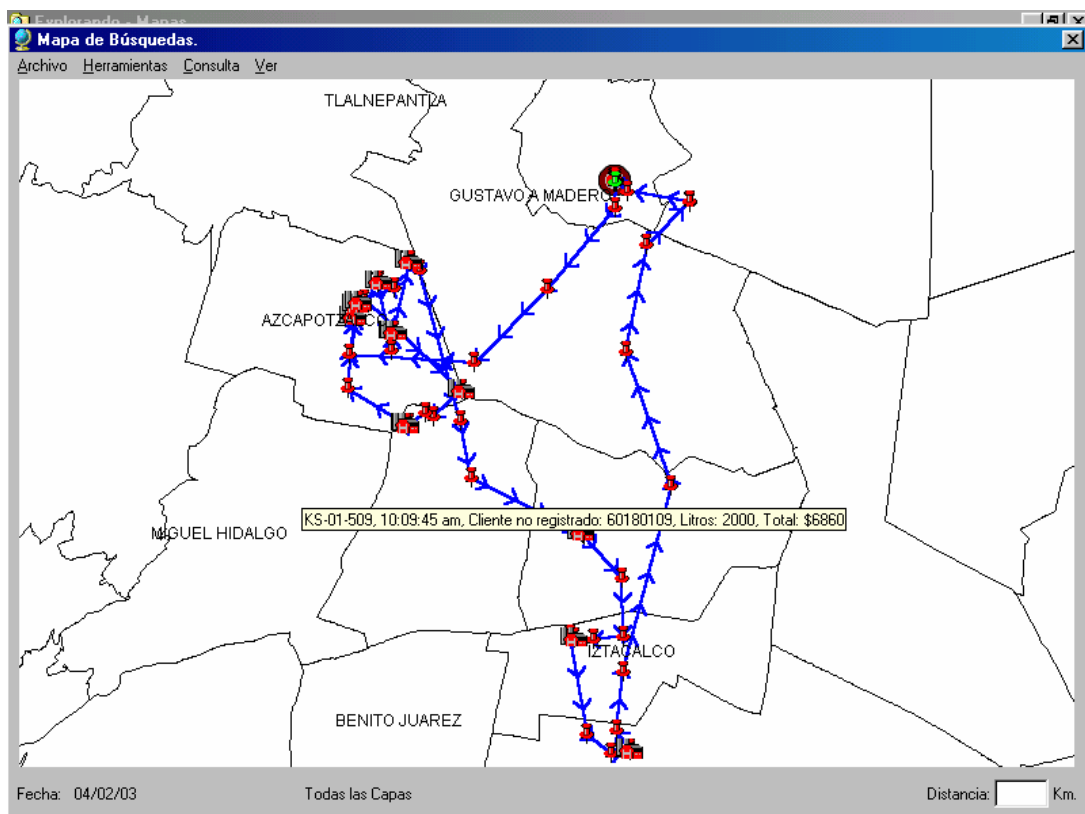 Explorando - Mapas
Mapa de Búsquedas.
Archivo Herramientas Consulta Ver
TLALNEPANTLA
GUSTAVO A MADERO
AZCAPOTZALCO
KS-01-509, 10:09:45 am, Cliente no registrado: 60180109, Litros: 2000, Total: $6860
MIGUEL HIDALGO
IZTACALCO
BENITO JUAREZ
Fecha: 04/02/03 Todas las Capas Distancia: Km.